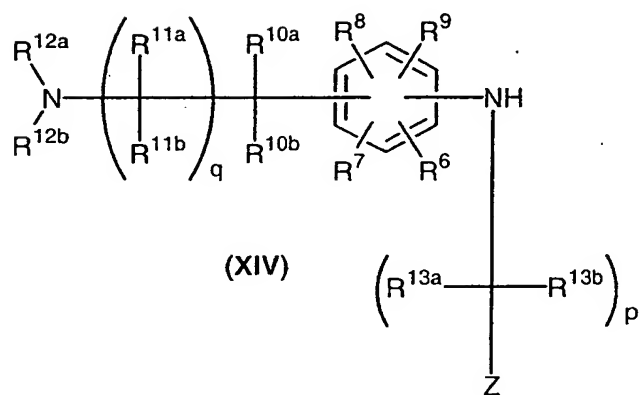 R12a R11a R10a R8 R9
N NH
R12b R11b q R10b R7 R6
(XIV)
R13a R13b p
Z